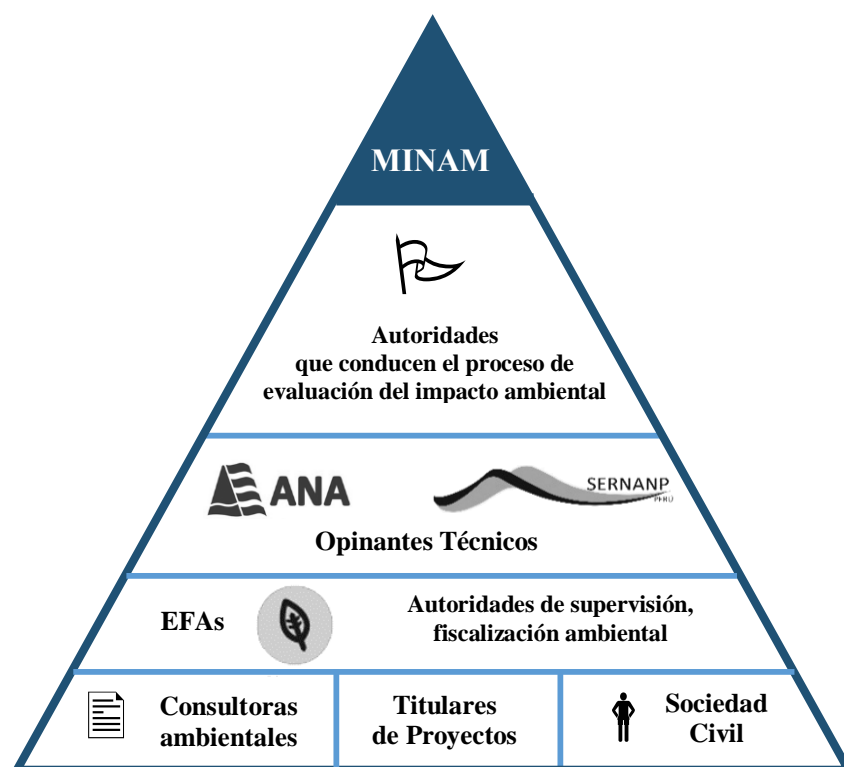 MINAM
Autoridades
que conducen el proceso de
evaluación del impacto ambiental
ANA
SERNANP
PERÚ
Opinantes Técnicos
EFAs
Autoridades de supervisión,
fiscalización ambiental
Consultoras
ambientales
Titulares
de Proyectos
Sociedad
Civil